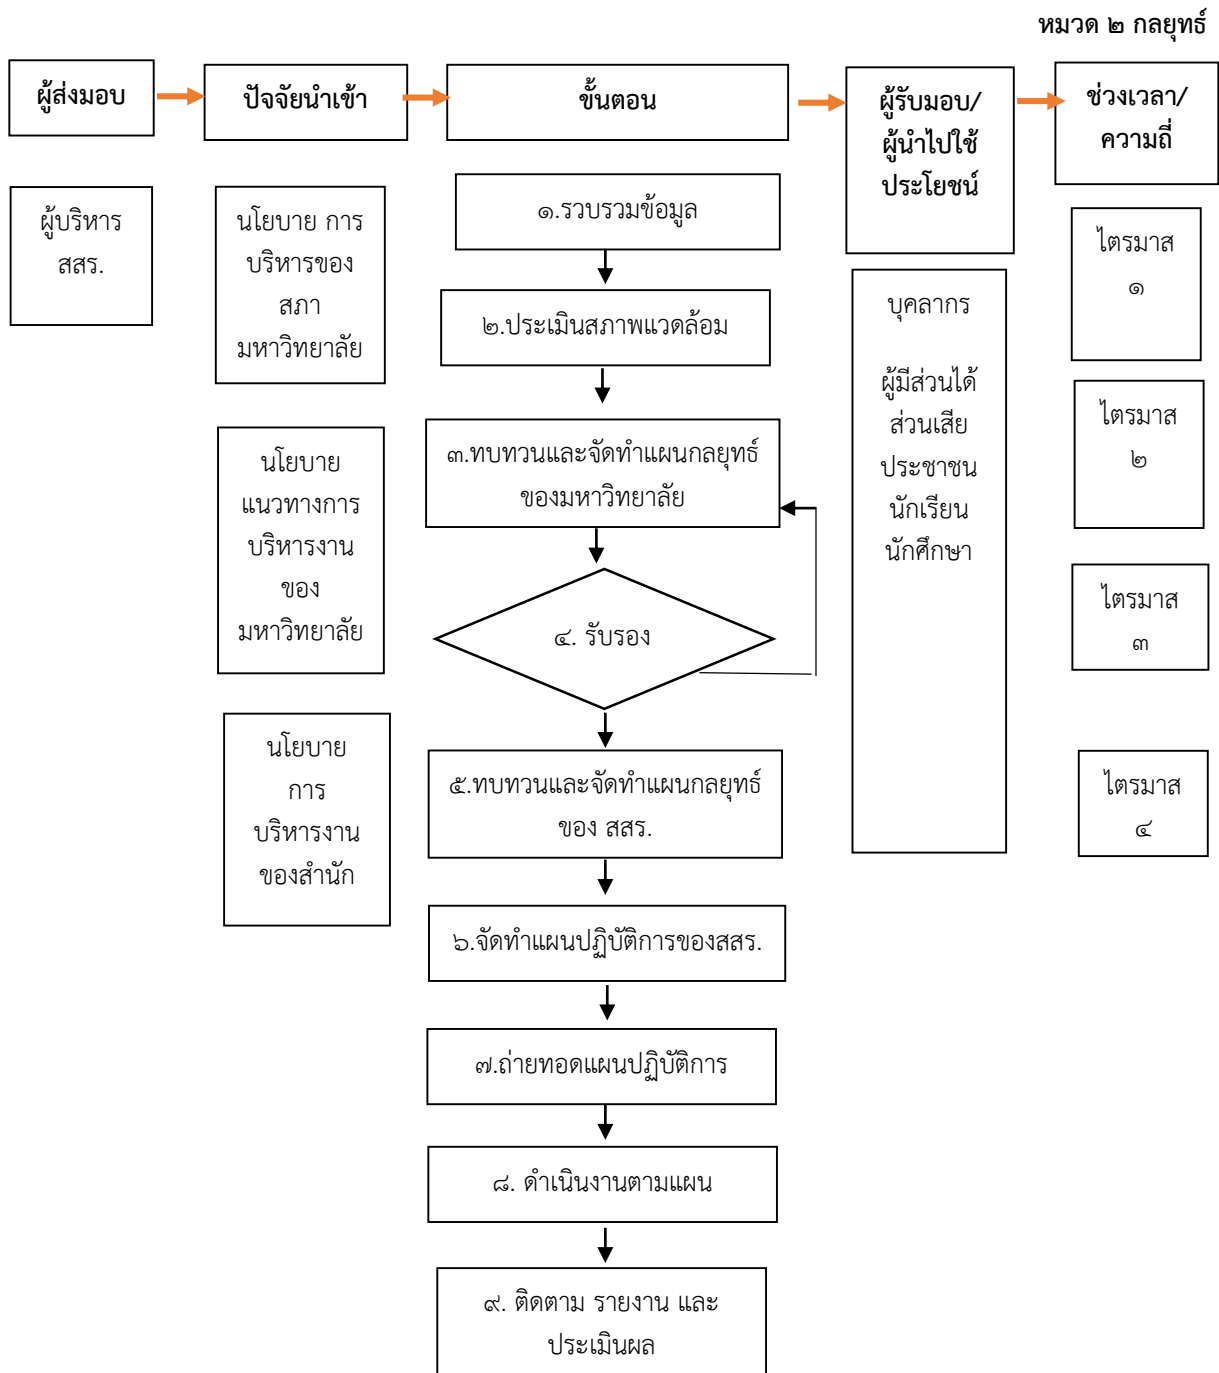 หมวด ๒ กลยุทธ์
ผู้ส่งมอบ
ปัจจัยนำเข้า
ขั้นตอน
ผู้รับมอบ/
ผู้นำไปใช้
ประโยชน์
ช่วงเวลา/
ความถี่
ผู้บริหาร
สสร.
นโยบาย การ
บริหารของ
สภา
มหาวิทยาลัย
นโยบาย
แนวทางการ
บริหารงาน
ของ
มหาวิทยาลัย
นโยบาย
การ
บริหารงาน
ของสำนัก
๑.รวบรวมข้อมูล
๒.ประเมินสภาพแวดล้อม
๓.ทบทวนและจัดทำแผนกลยุทธ์
ของมหาวิทยาลัย
๔. รับรอง
๕.ทบทวนและจัดทำแผนกลยุทธ์
ของ สสร.
๖.จัดทำแผนปฏิบัติการของสสร.
๗.ถ่ายทอดแผนปฏิบัติการ
๘. ดำเนินงานตามแผน
๙. ติดตาม รายงาน และ
ประเมินผล
บุคลากร
ผู้มีส่วนได้
ส่วนเสีย
ประชาชน
นักเรียน
นักศึกษา
ไตรมาส
๑
ไตรมาส
๒
ไตรมาส
๓
ไตรมาส
๔